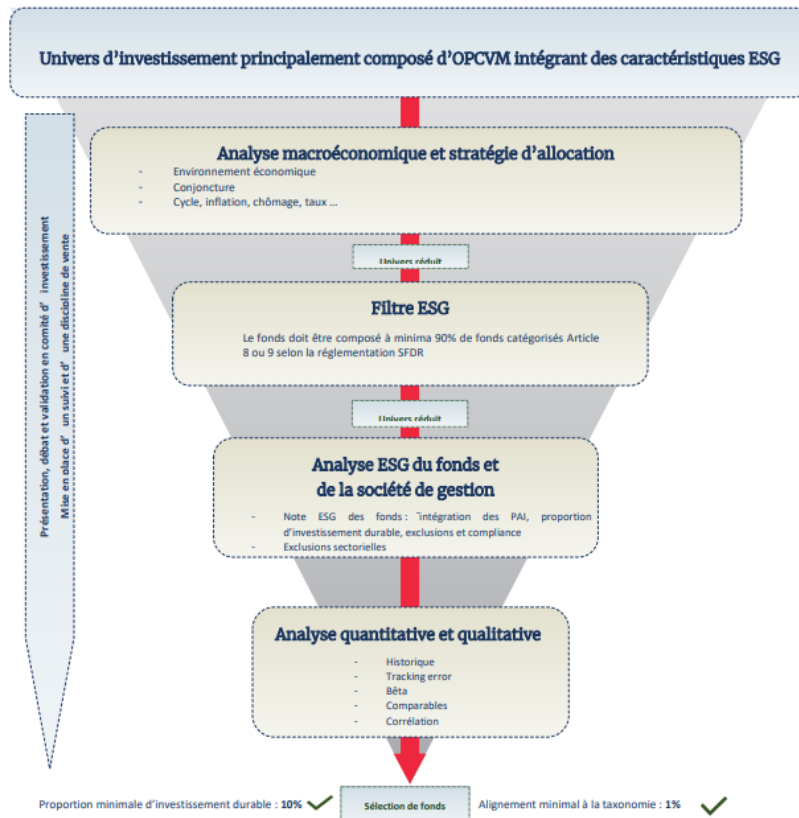 Univers d'investissement principalement composé d'OPCVM intégrant des caractéristiques ESG
Présentation, débat et validation en comité d' investissement
Mise en place d' un suivi et d' une discipline de vente
Analyse macroéconomique et stratégie d'allocation
- Environnement économique
- Conjoncture
- Cycle, inflation, chômage, taux ...
Univers réduit
Filtre ESG
Le fonds doit être composé à minima 90% de fonds catégorisés Article
8 ou 9 selon la réglementation SFDR
Univers réduit
Analyse ESG du fonds et
de la société de gestion
- Note ESG des fonds : intégration des PAI, proportion
d'investissement durable, exclusions et compliance
- Exclusions sectorielles
Analyse quantitative et qualitative
- Historique
- Tracking error
- Bêta
- Comparables
- Corrélation
Proportion minimale d'investissement durable : 10%
Sélection de fonds
Alignement minimal à la taxonomie : 1%